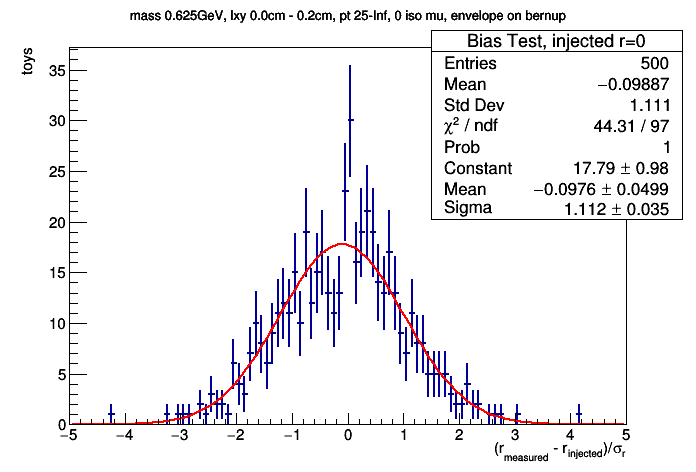 mass 0.625GeV, lxy 0.0cm - 0.2cm, pt 25-Inf, 0 iso mu, envelope on bernup
Bias Test, injected r=0
Entries 500
Mean −0.09887
Std Dev 1.111
χ² / ndf 44.31 / 97
Prob 1
Constant 17.79 ± 0.98
Mean −0.0976 ± 0.0499
Sigma 1.112 ± 0.035
toys
35
30
25
20
15
10
5
0
−5 −4 −3 −2 −1 0 1 2 3 4 5
(r_measured - r_injected)/σ_r